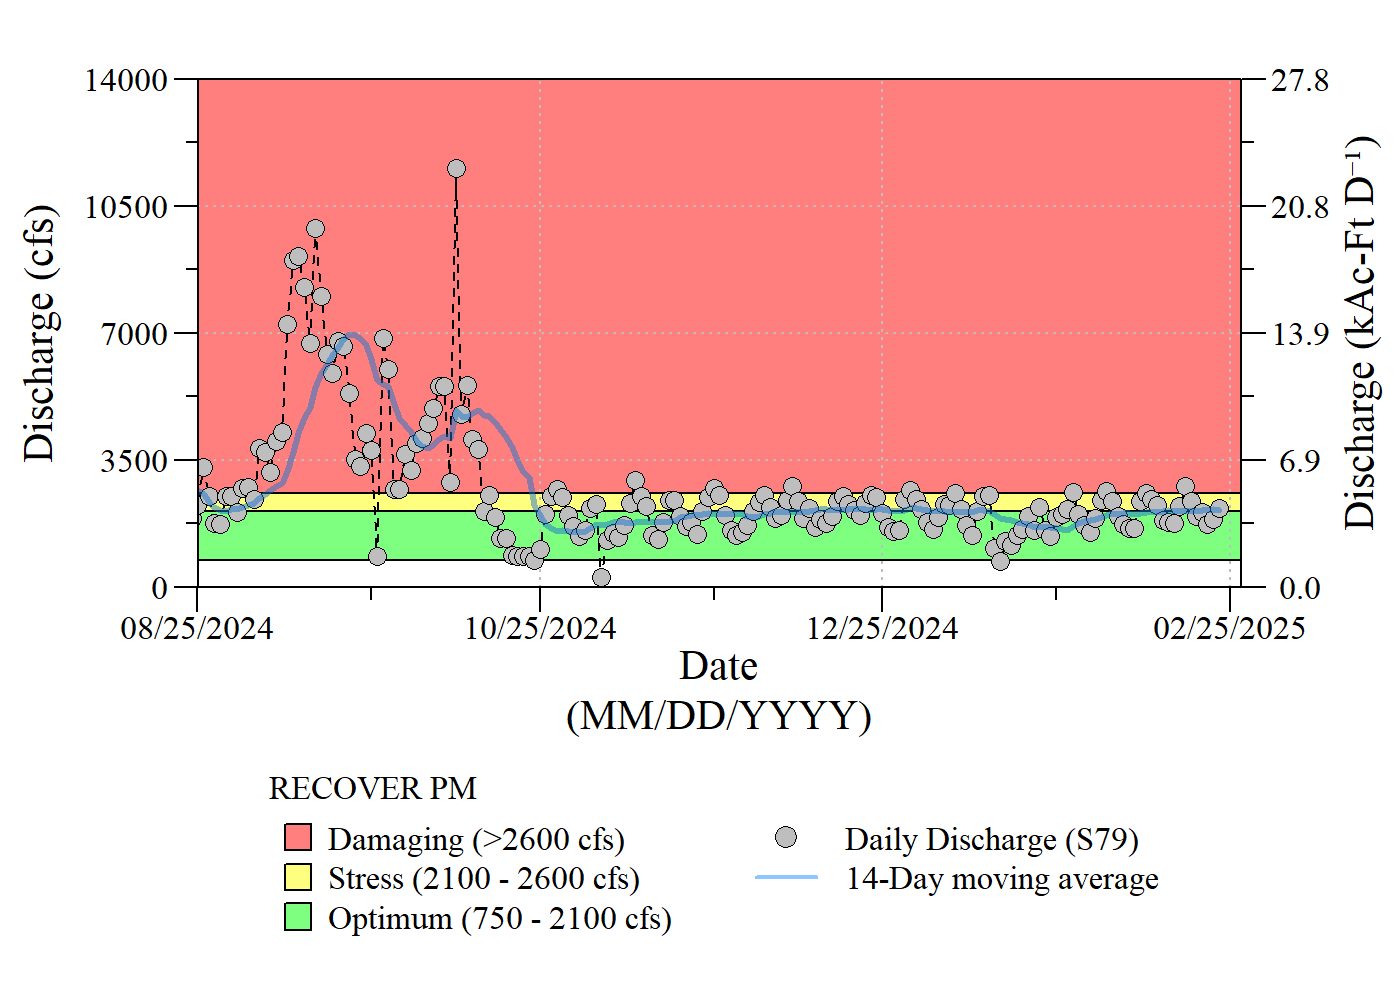 14000
10500
7000
3500
0
Discharge (cfs)
27.8
20.8
13.9
6.9
0.0
Discharge (kAc-Ft D⁻¹)
08/25/2024 10/25/2024 12/25/2024 02/25/2025
Date
(MM/DD/YYYY)
RECOVER PM
Damaging (>2600 cfs)
Stress (2100 - 2600 cfs)
Optimum (750 - 2100 cfs)
Daily Discharge (S79)
14-Day moving average